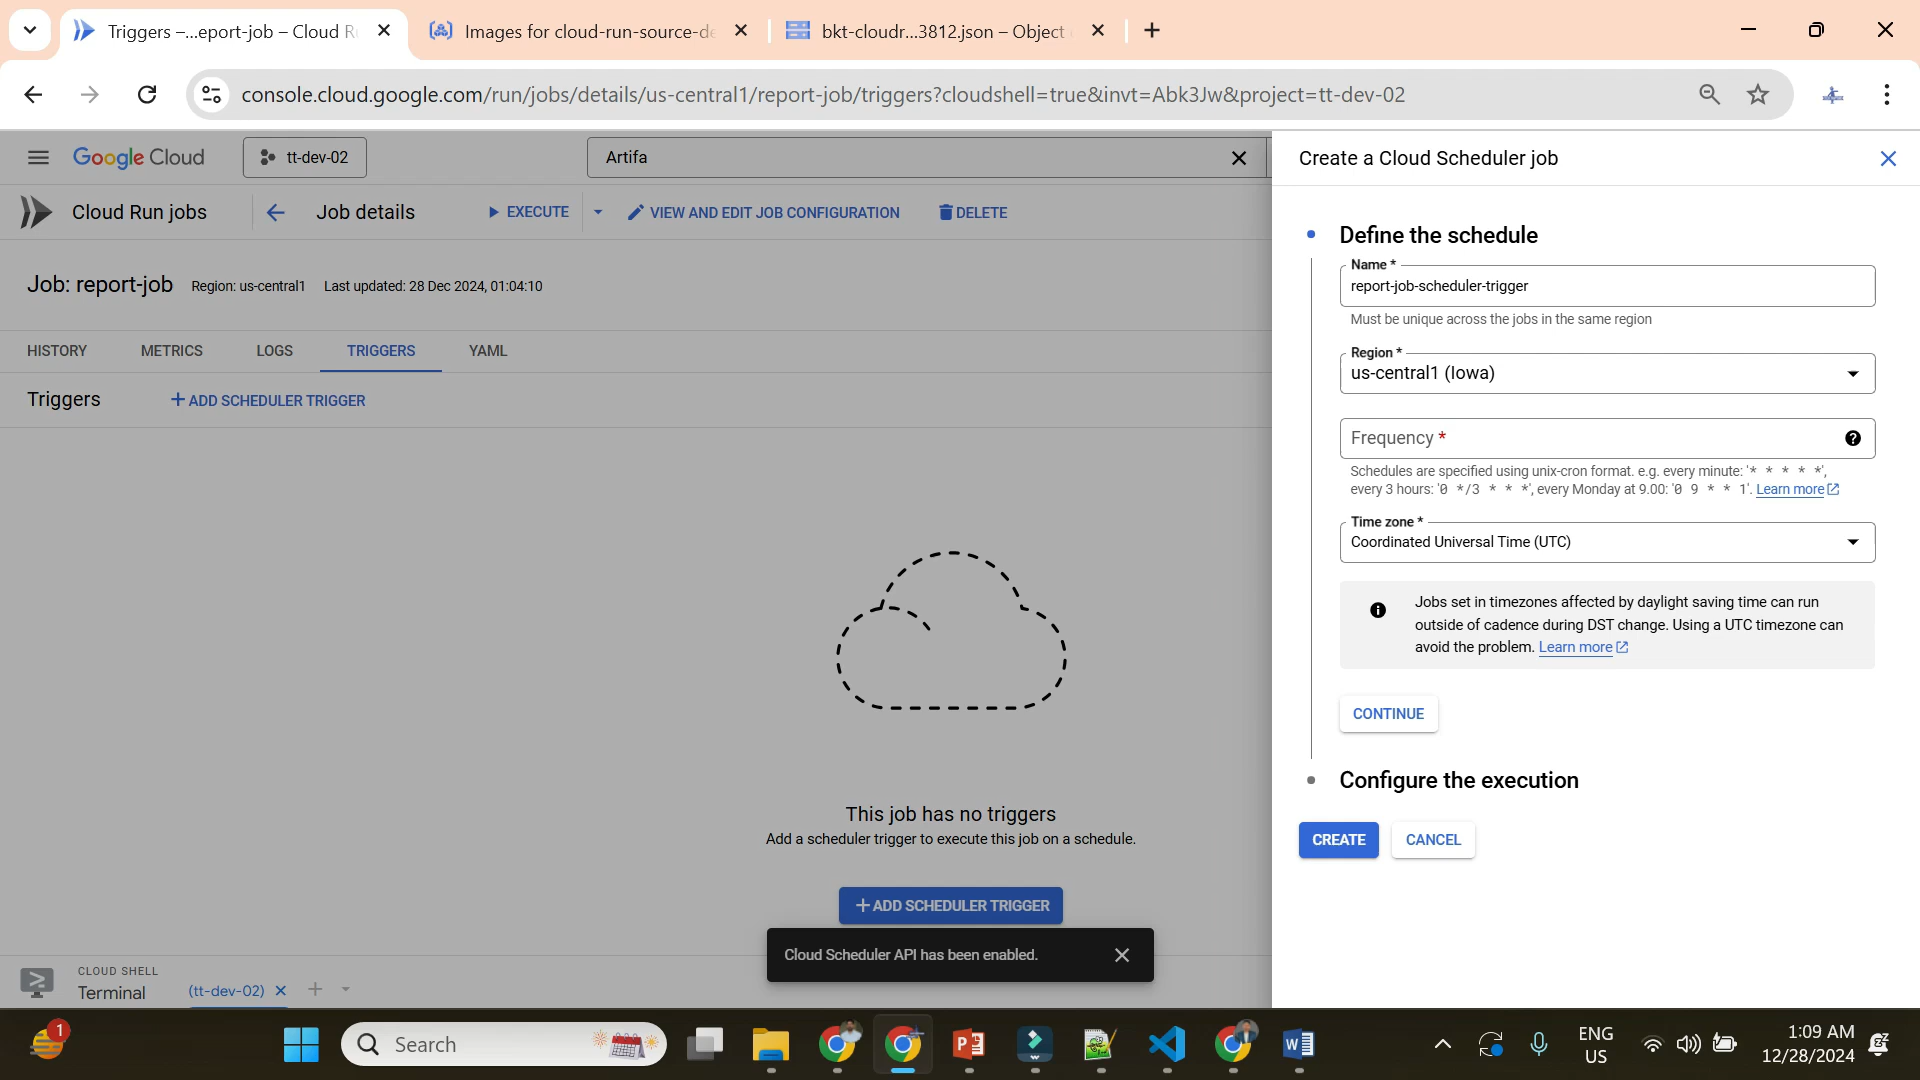 Triggers –...eport-job – Cloud R
Images for cloud-run-source-de
bkt-cloudr...3812.json – Object
console.cloud.google.com/run/jobs/details/us-central1/report-job/triggers?cloudshell=true&invt=Abk3Jw&project=tt-dev-02
Google Cloud
tt-dev-02
Artifa
Cloud Run jobs
Job details
EXECUTE
VIEW AND EDIT JOB CONFIGURATION
DELETE
Job: report-job
Region: us-central1
Last updated: 28 Dec 2024, 01:04:10
HISTORY
METRICS
LOGS
TRIGGERS
YAML
Triggers
+ ADD SCHEDULER TRIGGER
This job has no triggers
Add a scheduler trigger to execute this job on a schedule.
+ ADD SCHEDULER TRIGGER
Cloud Scheduler API has been enabled.
CLOUD SHELL
Terminal
(tt-dev-02)
Create a Cloud Scheduler job
Define the schedule
Name *
report-job-scheduler-trigger
Must be unique across the jobs in the same region
Region *
us-central1 (Iowa)
Frequency *
Schedules are specified using unix-cron format. e.g. every minute: '* * * * *',
every 3 hours: '0 */3 * * *', every Monday at 9.00: '0 9 * * 1'. Learn more
Time zone *
Coordinated Universal Time (UTC)
Jobs set in timezones affected by daylight saving time can run
outside of cadence during DST change. Using a UTC timezone can
avoid the problem. Learn more
CONTINUE
Configure the execution
CREATE
CANCEL
1
Search
ENG
US
1:09 AM
12/28/2024